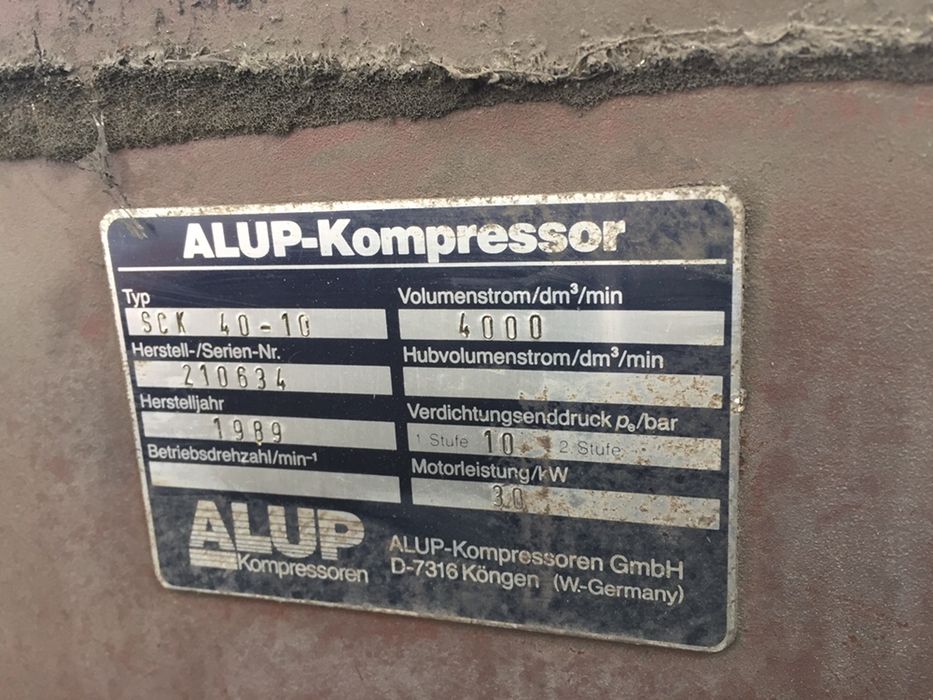 ALUP-Kompressor
Typ
SCK 40-10
Herstell-/Serien-Nr.
210634
Herstelljahr
1989
Betriebsdrehzahl/min⁻¹
Volumenstrom/dm³/min
4000
Hubvolumenstrom/dm³/min
Verdichtungsenddruck pₑ/bar
1. Stufe 10 2. Stufe
Motorleistung/kW
30
ALUP
Kompressoren
ALUP-Kompressoren GmbH
D-7316 Köngen (W.-Germany)